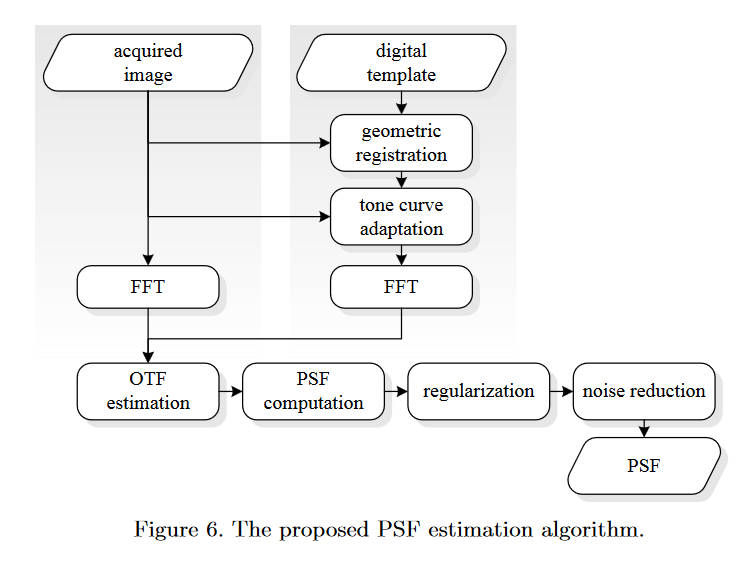 acquired
image
digital
template
geometric
registration
tone curve
adaptation
FFT
FFT
OTF
estimation
PSF
computation
regularization
noise reduction
PSF
Figure 6. The proposed PSF estimation algorithm.